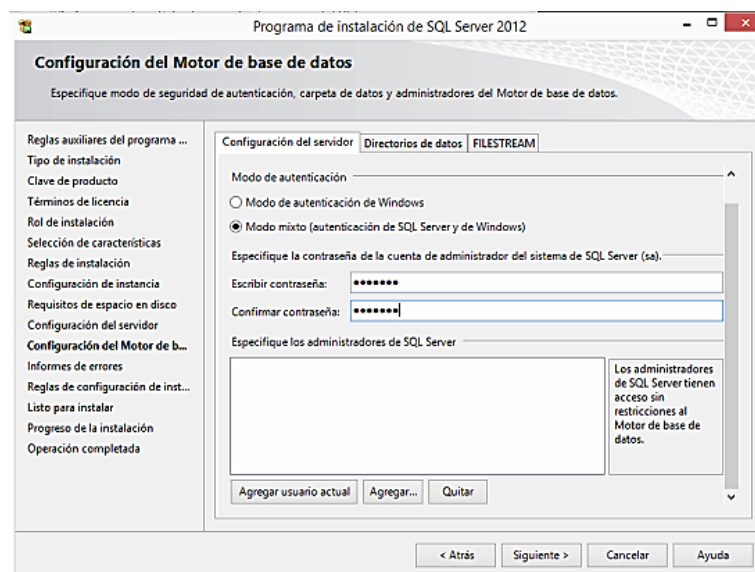 Programa de instalación de SQL Server 2012
Configuración del Motor de base de datos
Especifique modo de seguridad de autenticación, carpeta de datos y administradores del Motor de base de datos.
Reglas auxiliares del programa ...
Tipo de instalación
Clave de producto
Términos de licencia
Rol de instalación
Selección de características
Reglas de instalación
Configuración de instancia
Requisitos de espacio en disco
Configuración del servidor
Configuración del Motor de b...
Informes de errores
Reglas de configuración de inst...
Listo para instalar
Progreso de la instalación
Operación completada
Configuración del servidor Directorios de datos FILESTREAM
Modo de autenticación
Modo de autenticación de Windows
Modo mixto (autenticación de SQL Server y de Windows)
Especifique la contraseña de la cuenta de administrador del sistema de SQL Server (sa).
Escribir contraseña: •••••••
Confirmar contraseña: •••••••
Especifique los administradores de SQL Server
Los administradores
de SQL Server tienen
acceso sin
restricciones al
Motor de base de
datos.
Agregar usuario actual Agregar... Quitar
< Atrás Siguiente > Cancelar Ayuda